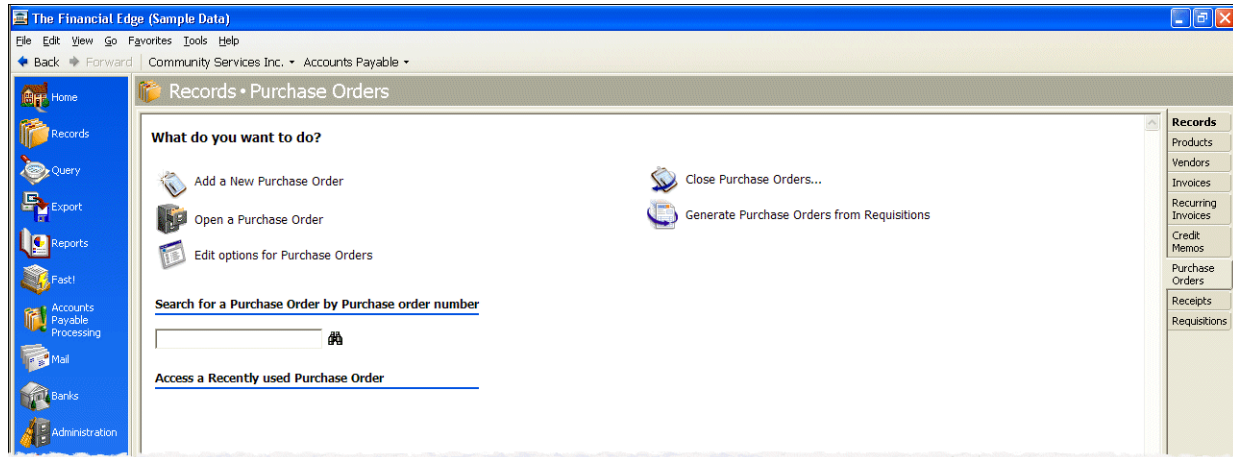 The Financial Edge (Sample Data)
File Edit View Go Favorites Tools Help
Back Forward Community Services Inc. Accounts Payable
Records • Purchase Orders
Home
Records
Query
Export
Reports
Fast!
Accounts
Payable
Processing
Mail
Banks
Administration
What do you want to do?
Add a New Purchase Order
Open a Purchase Order
Edit options for Purchase Orders
Close Purchase Orders...
Generate Purchase Orders from Requisitions
Search for a Purchase Order by Purchase order number
Access a Recently used Purchase Order
Records
Products
Vendors
Invoices
Recurring
Invoices
Credit
Memos
Purchase
Orders
Receipts
Requisitions